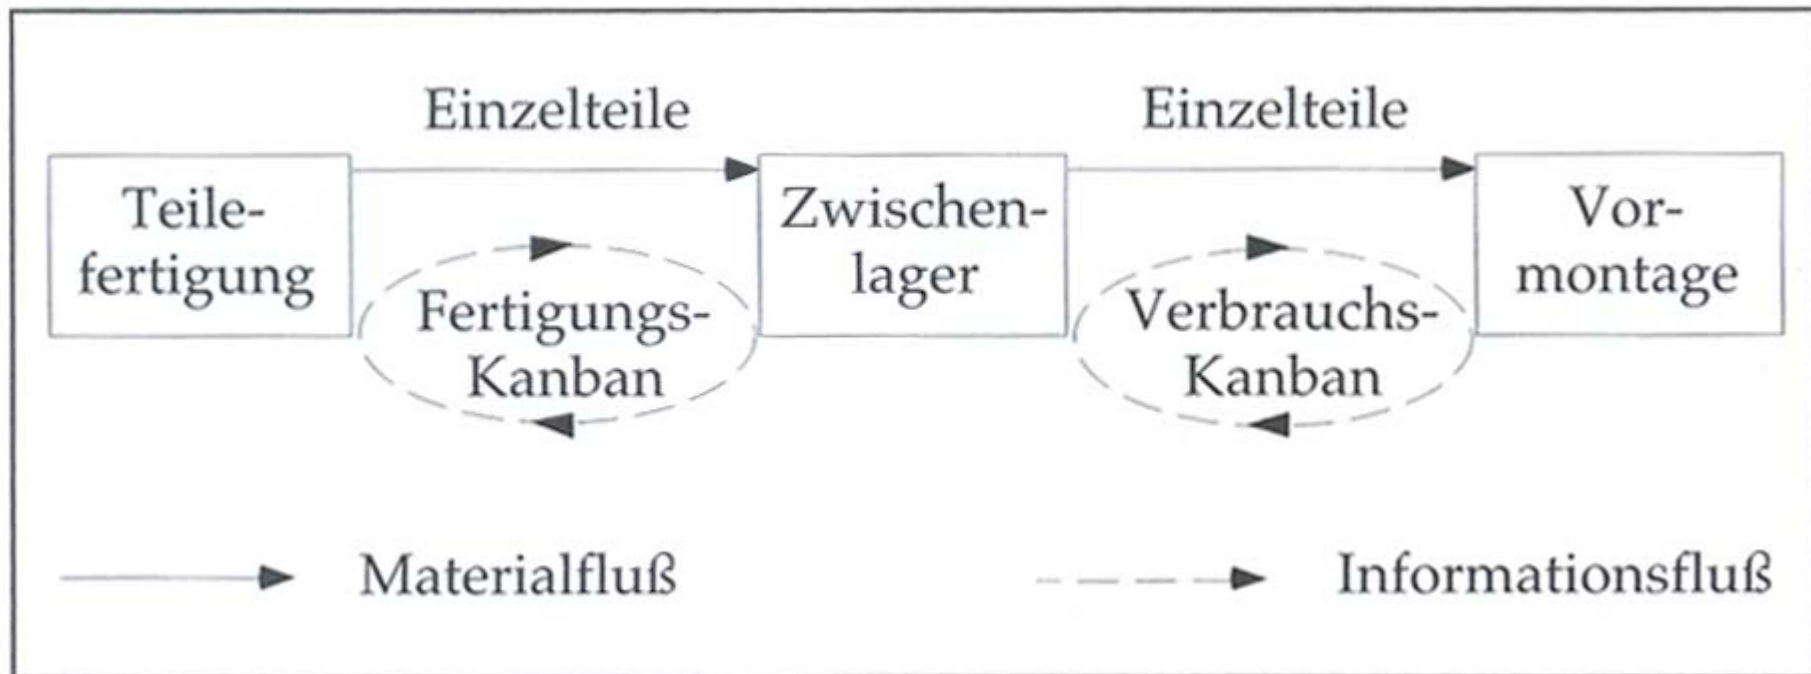 Einzelteile
Einzelteile
Teile-
fertigung
Zwischen-
lager
Vor-
montage
Fertigungs-
Kanban
Verbrauchs-
Kanban
Materialfluß
Informationsfluß